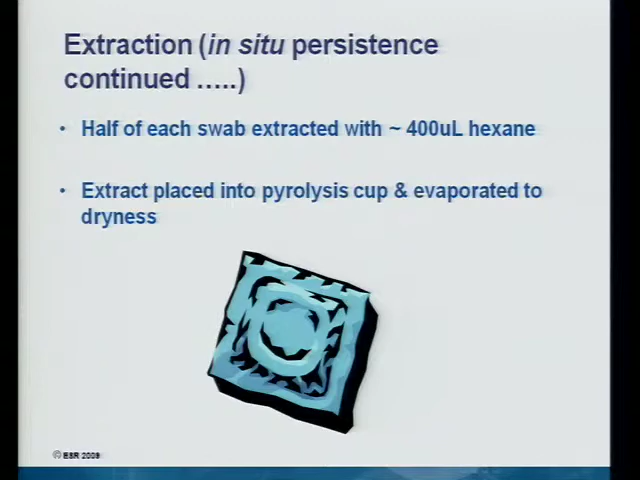 Extraction (in situ persistence
continued …..)
• Half of each swab extracted with ~ 400uL hexane
• Extract placed into pyrolysis cup & evaporated to
dryness
© ESR 2009